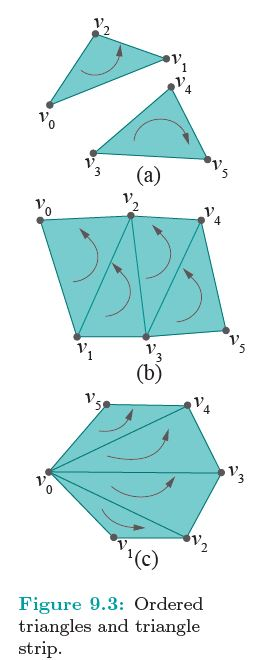 v2
v1
v0
v4
v3
v5
(a)
v0
v2
v4
v1
v3
v5
(b)
v5
v4
v0
v3
v1
v2
(c)
Figure 9.3: Ordered
triangles and triangle
strip.